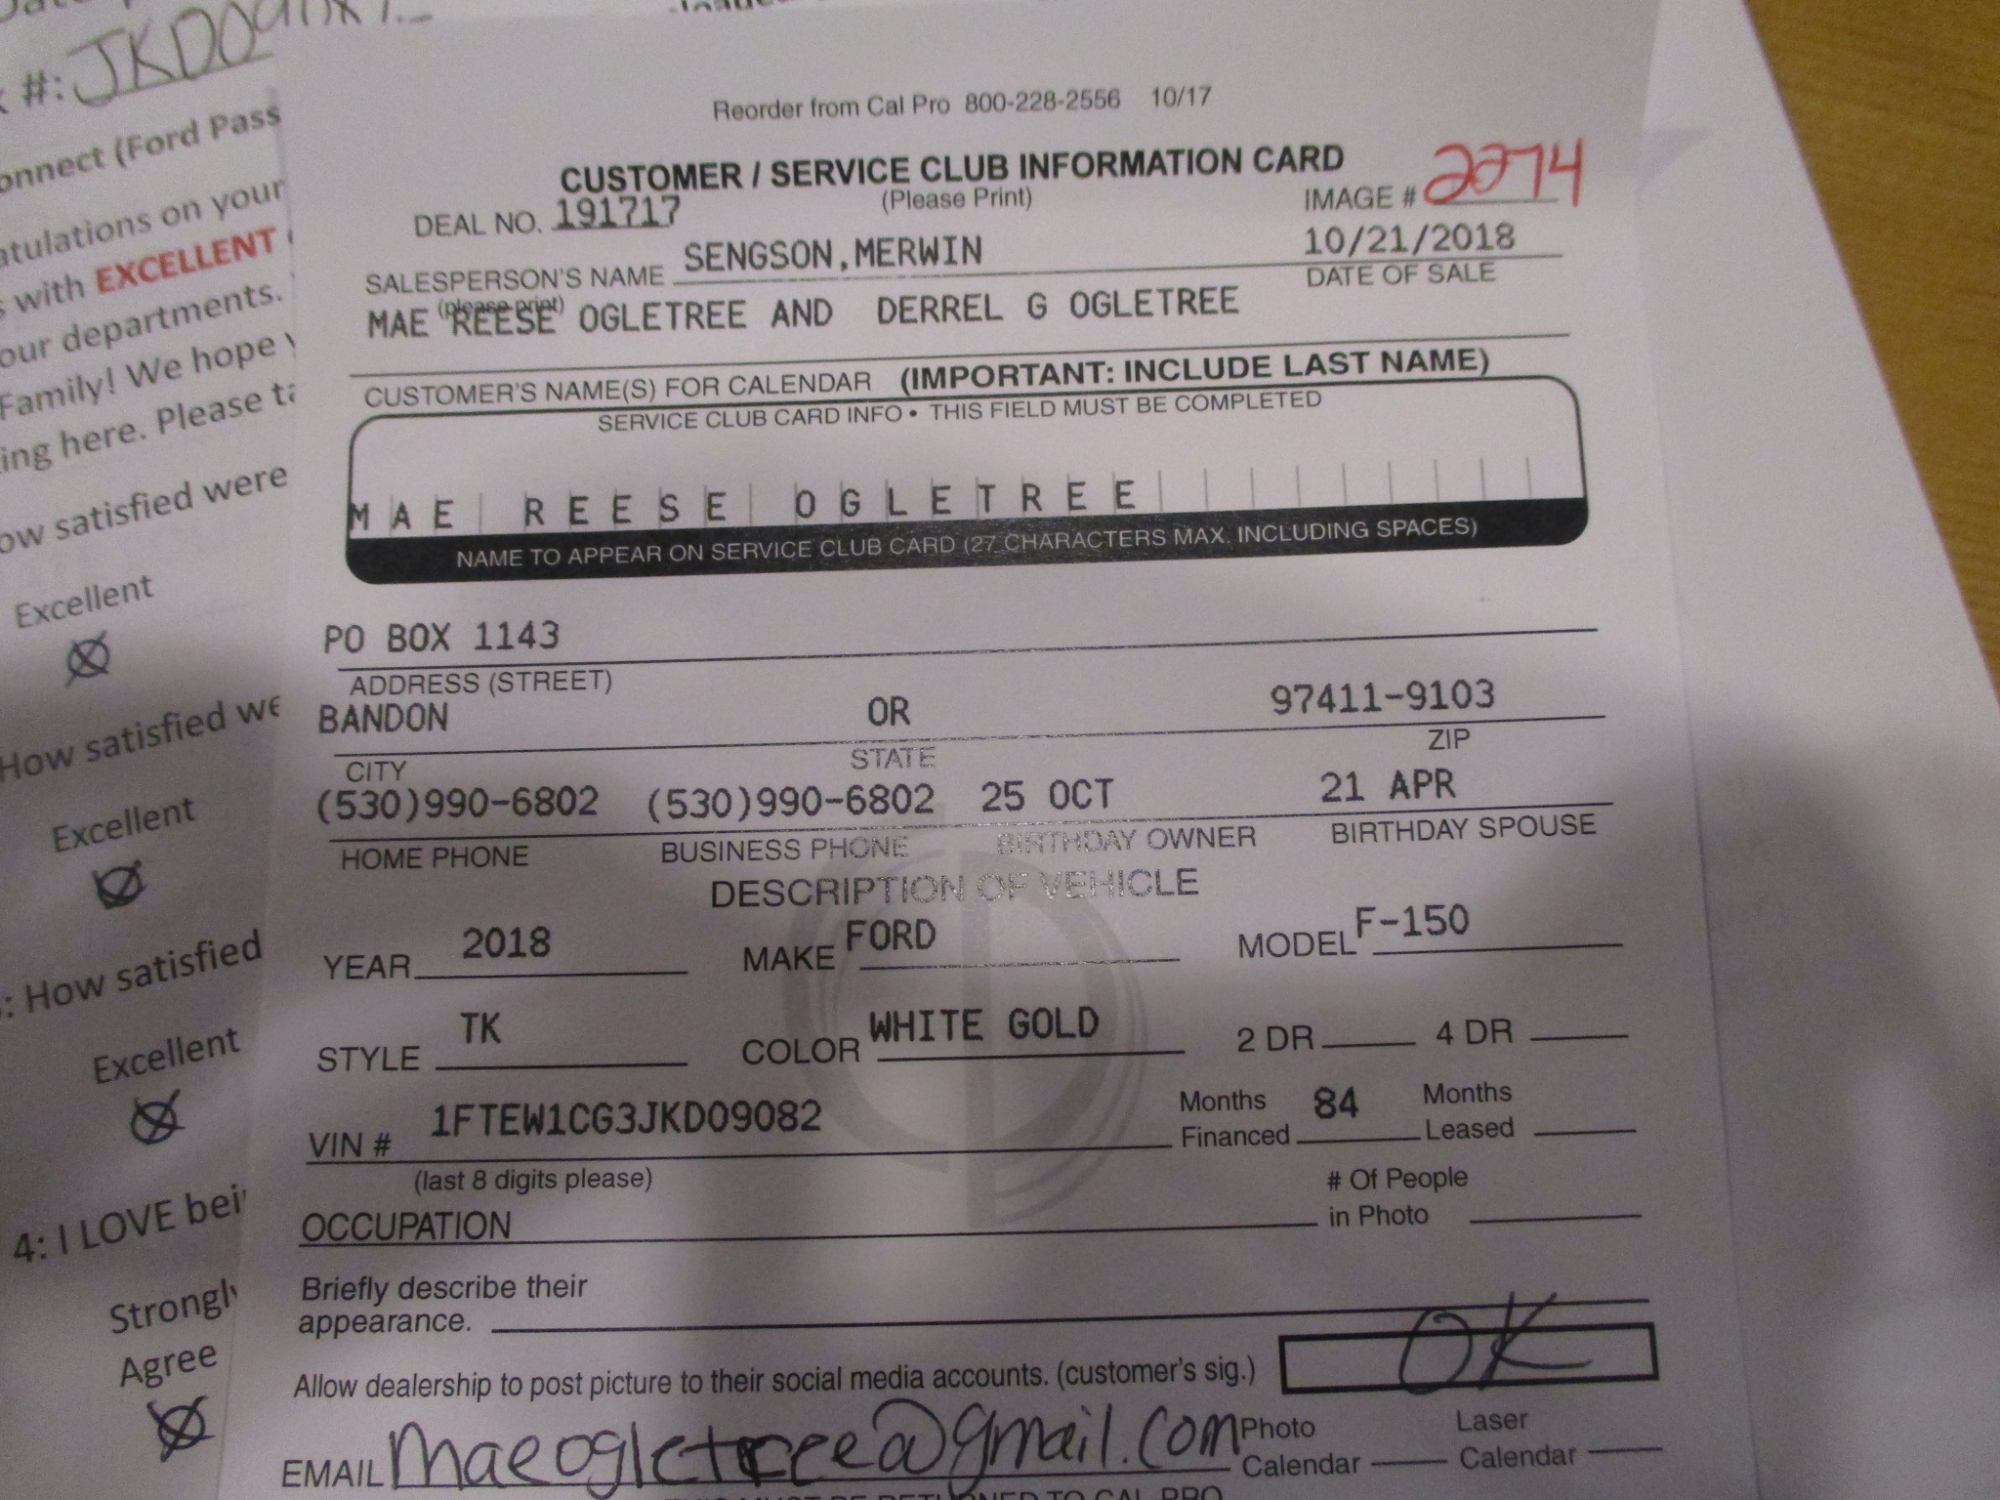 #: JKD0
onnect (Ford Pass
atulations on your
s with EXCELLENT
our departments.
Family! We hope
ing here. Please ta
ow satisfied were
Excellent
How satisfied we
Excellent
: How satisfied
Excellent
4: I LOVE bei
Strongl
Agree
Reorder from Cal Pro 800-228-2556 10/17
CUSTOMER / SERVICE CLUB INFORMATION CARD
(Please Print)
IMAGE # 2274
DEAL NO. 191717
SALESPERSON'S NAME SENGSON,MERWIN
(please print)
10/21/2018
DATE OF SALE
MAE REESE OGLETREE AND DERREL G OGLETREE
CUSTOMER'S NAME(S) FOR CALENDAR (IMPORTANT: INCLUDE LAST NAME)
SERVICE CLUB CARD INFO • THIS FIELD MUST BE COMPLETED
MAE REESE OGLETREE
NAME TO APPEAR ON SERVICE CLUB CARD (27 CHARACTERS MAX. INCLUDING SPACES)
PO BOX 1143
ADDRESS (STREET)
BANDON OR 97411-9103
CITY STATE ZIP
(530)990-6802 (530)990-6802 25 OCT 21 APR
HOME PHONE BUSINESS PHONE BIRTHDAY OWNER BIRTHDAY SPOUSE
DESCRIPTION OF VEHICLE
YEAR 2018 MAKE FORD MODEL F-150
STYLE TK COLOR WHITE GOLD 2 DR 4 DR
VIN # 1FTEW1CG3JKD09082 Months Financed 84 Months Leased
(last 8 digits please)
OCCUPATION # Of People in Photo
Briefly describe their
appearance.
Allow dealership to post picture to their social media accounts. (customer's sig.) OK
EMAIL maeogletree@gmail.com Photo Calendar Laser Calendar